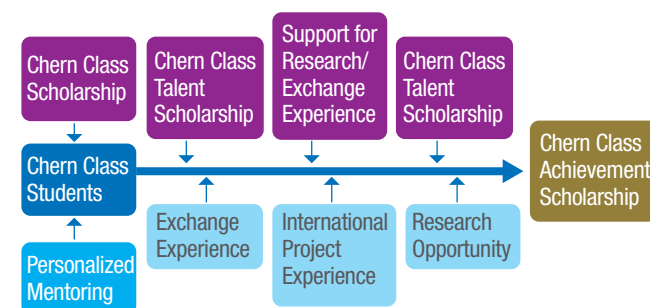 Chern Class
Scholarship
Chern Class
Talent
Scholarship
Support for
Research/
Exchange
Experience
Chern Class
Talent
Scholarship
Chern Class
Students
Chern Class
Achievement
Scholarship
Personalized
Mentoring
Exchange
Experience
International
Project
Experience
Research
Opportunity